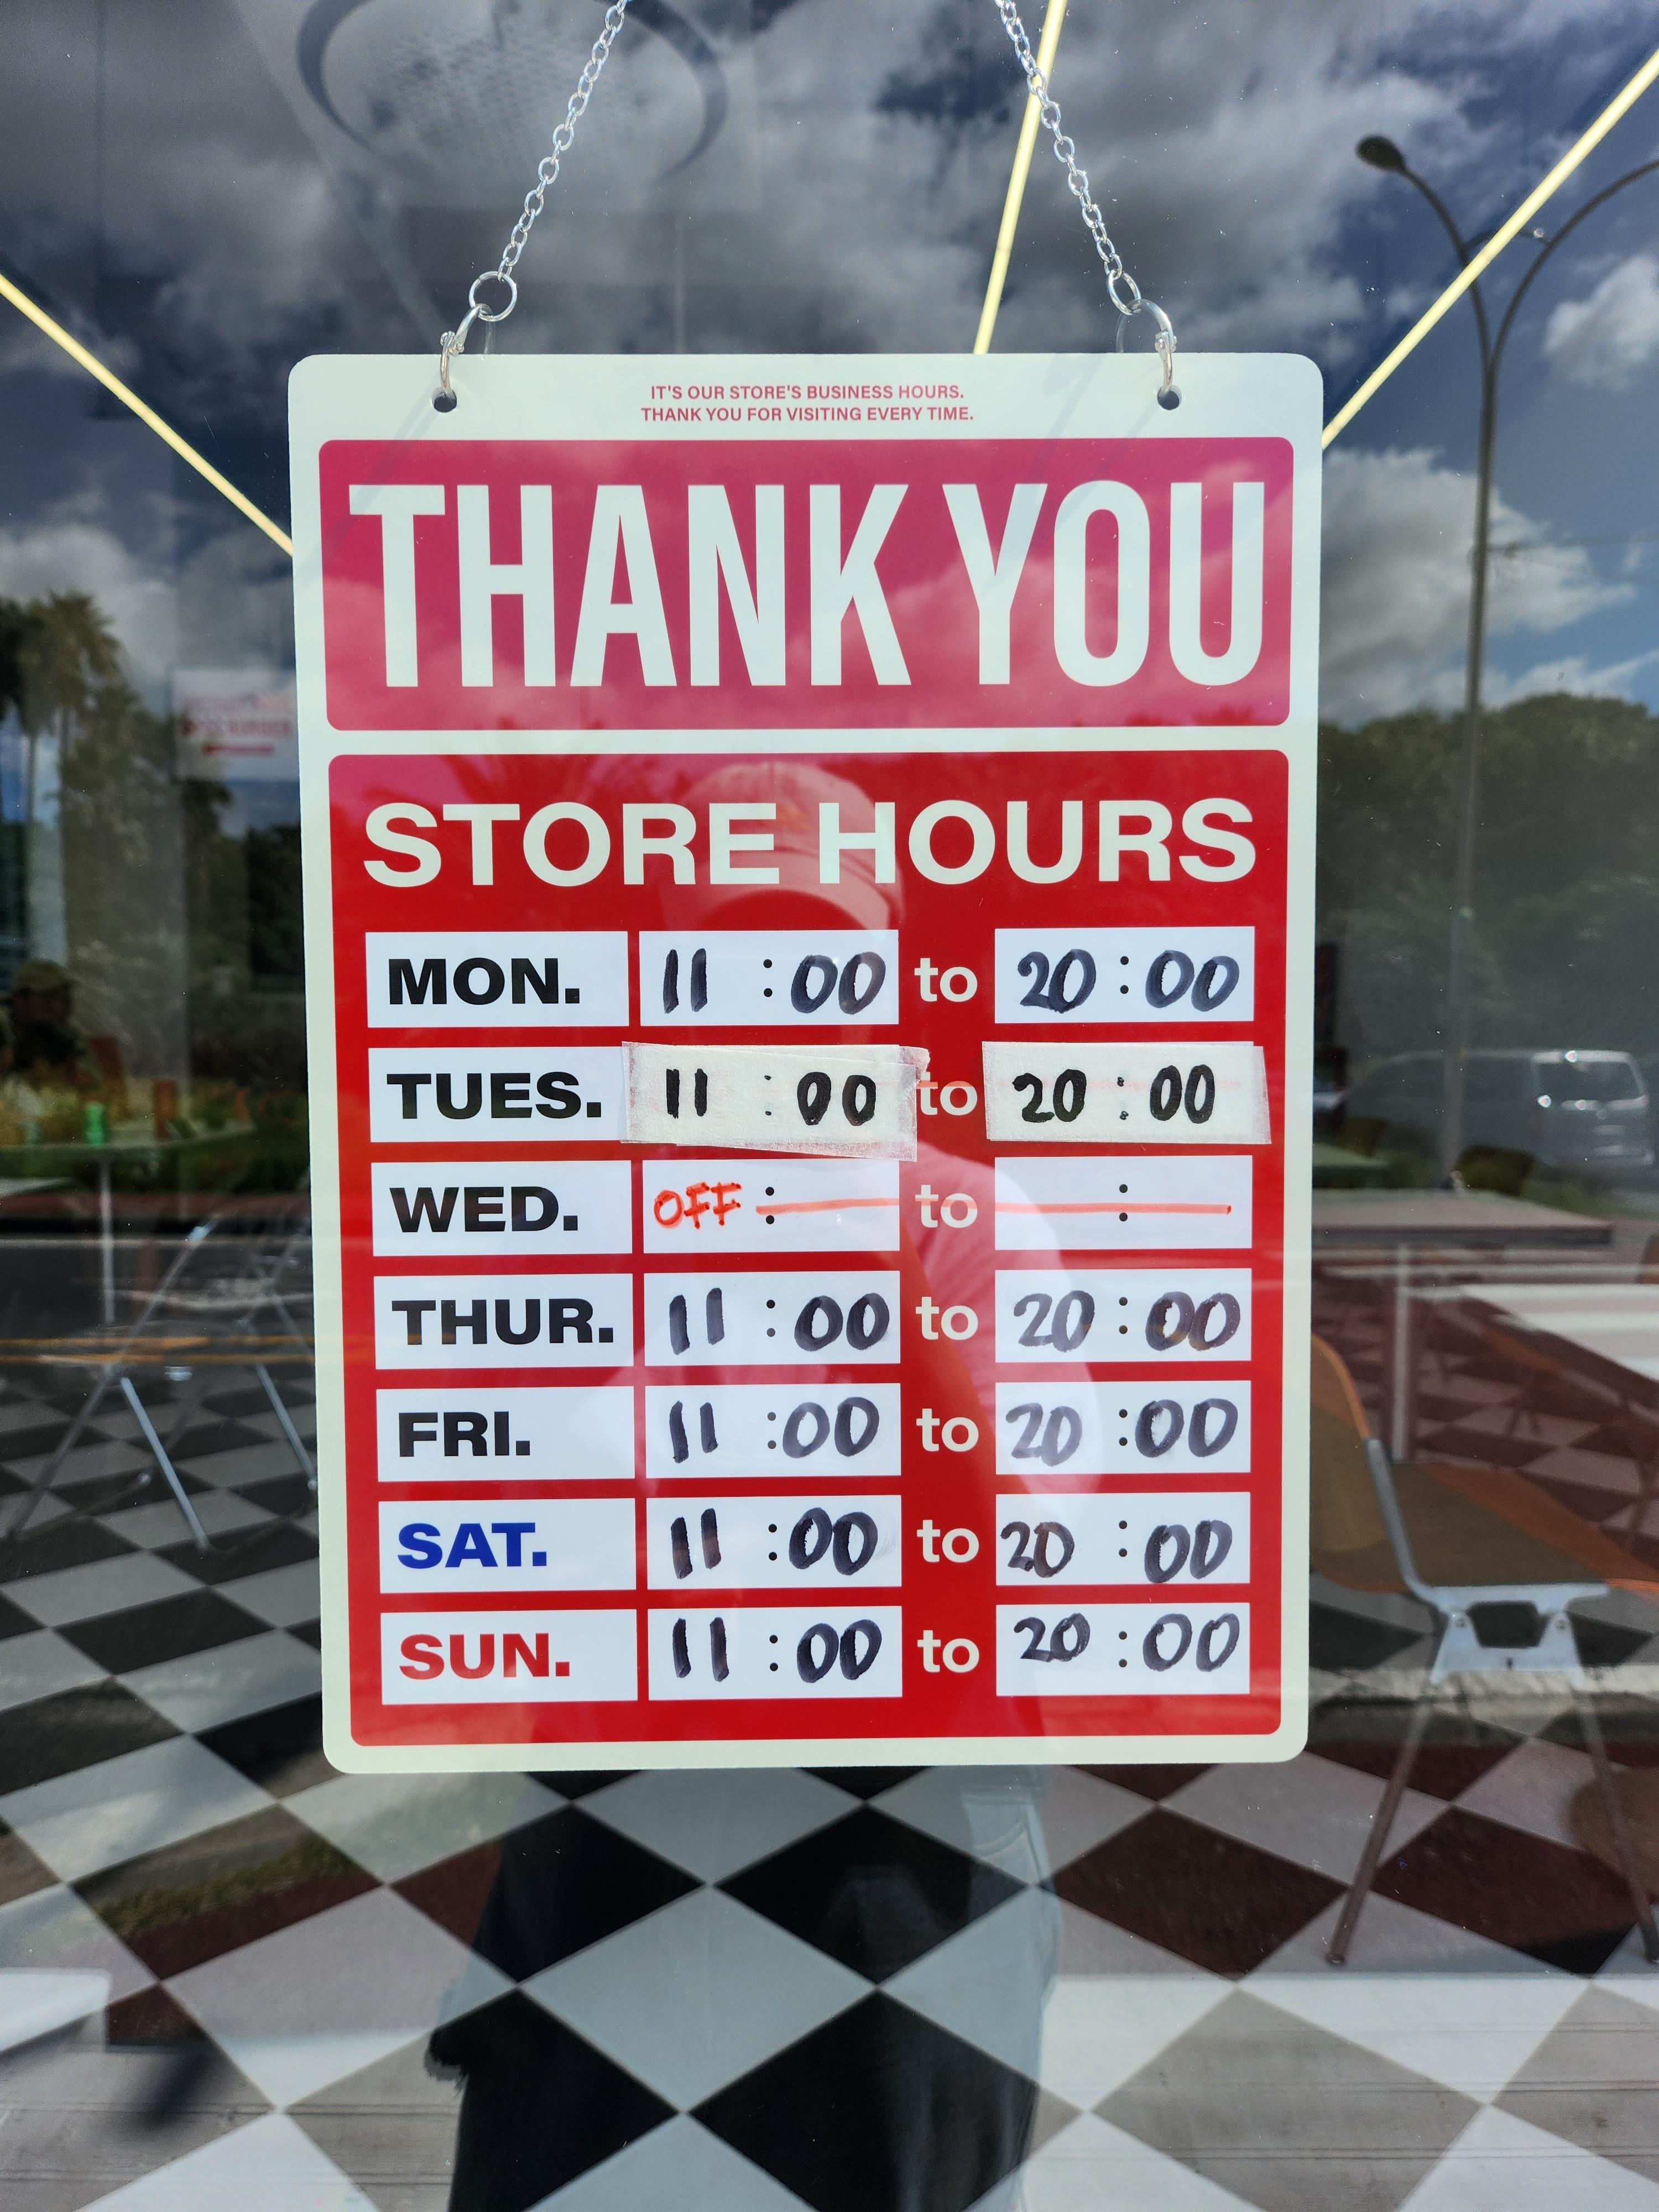 IT'S OUR STORE'S BUSINESS HOURS.
THANK YOU FOR VISITING EVERY TIME.
THANK YOU
STORE HOURS
MON. 11 :00 to 20:00
TUES. 11 : 00 to 20:00
WED. OFF: to :
THUR. 11 :00 to 20:00
FRI. 11 :00 to 20:00
SAT. 11 :00 to 20 :00
SUN. 11 :00 to 20:00